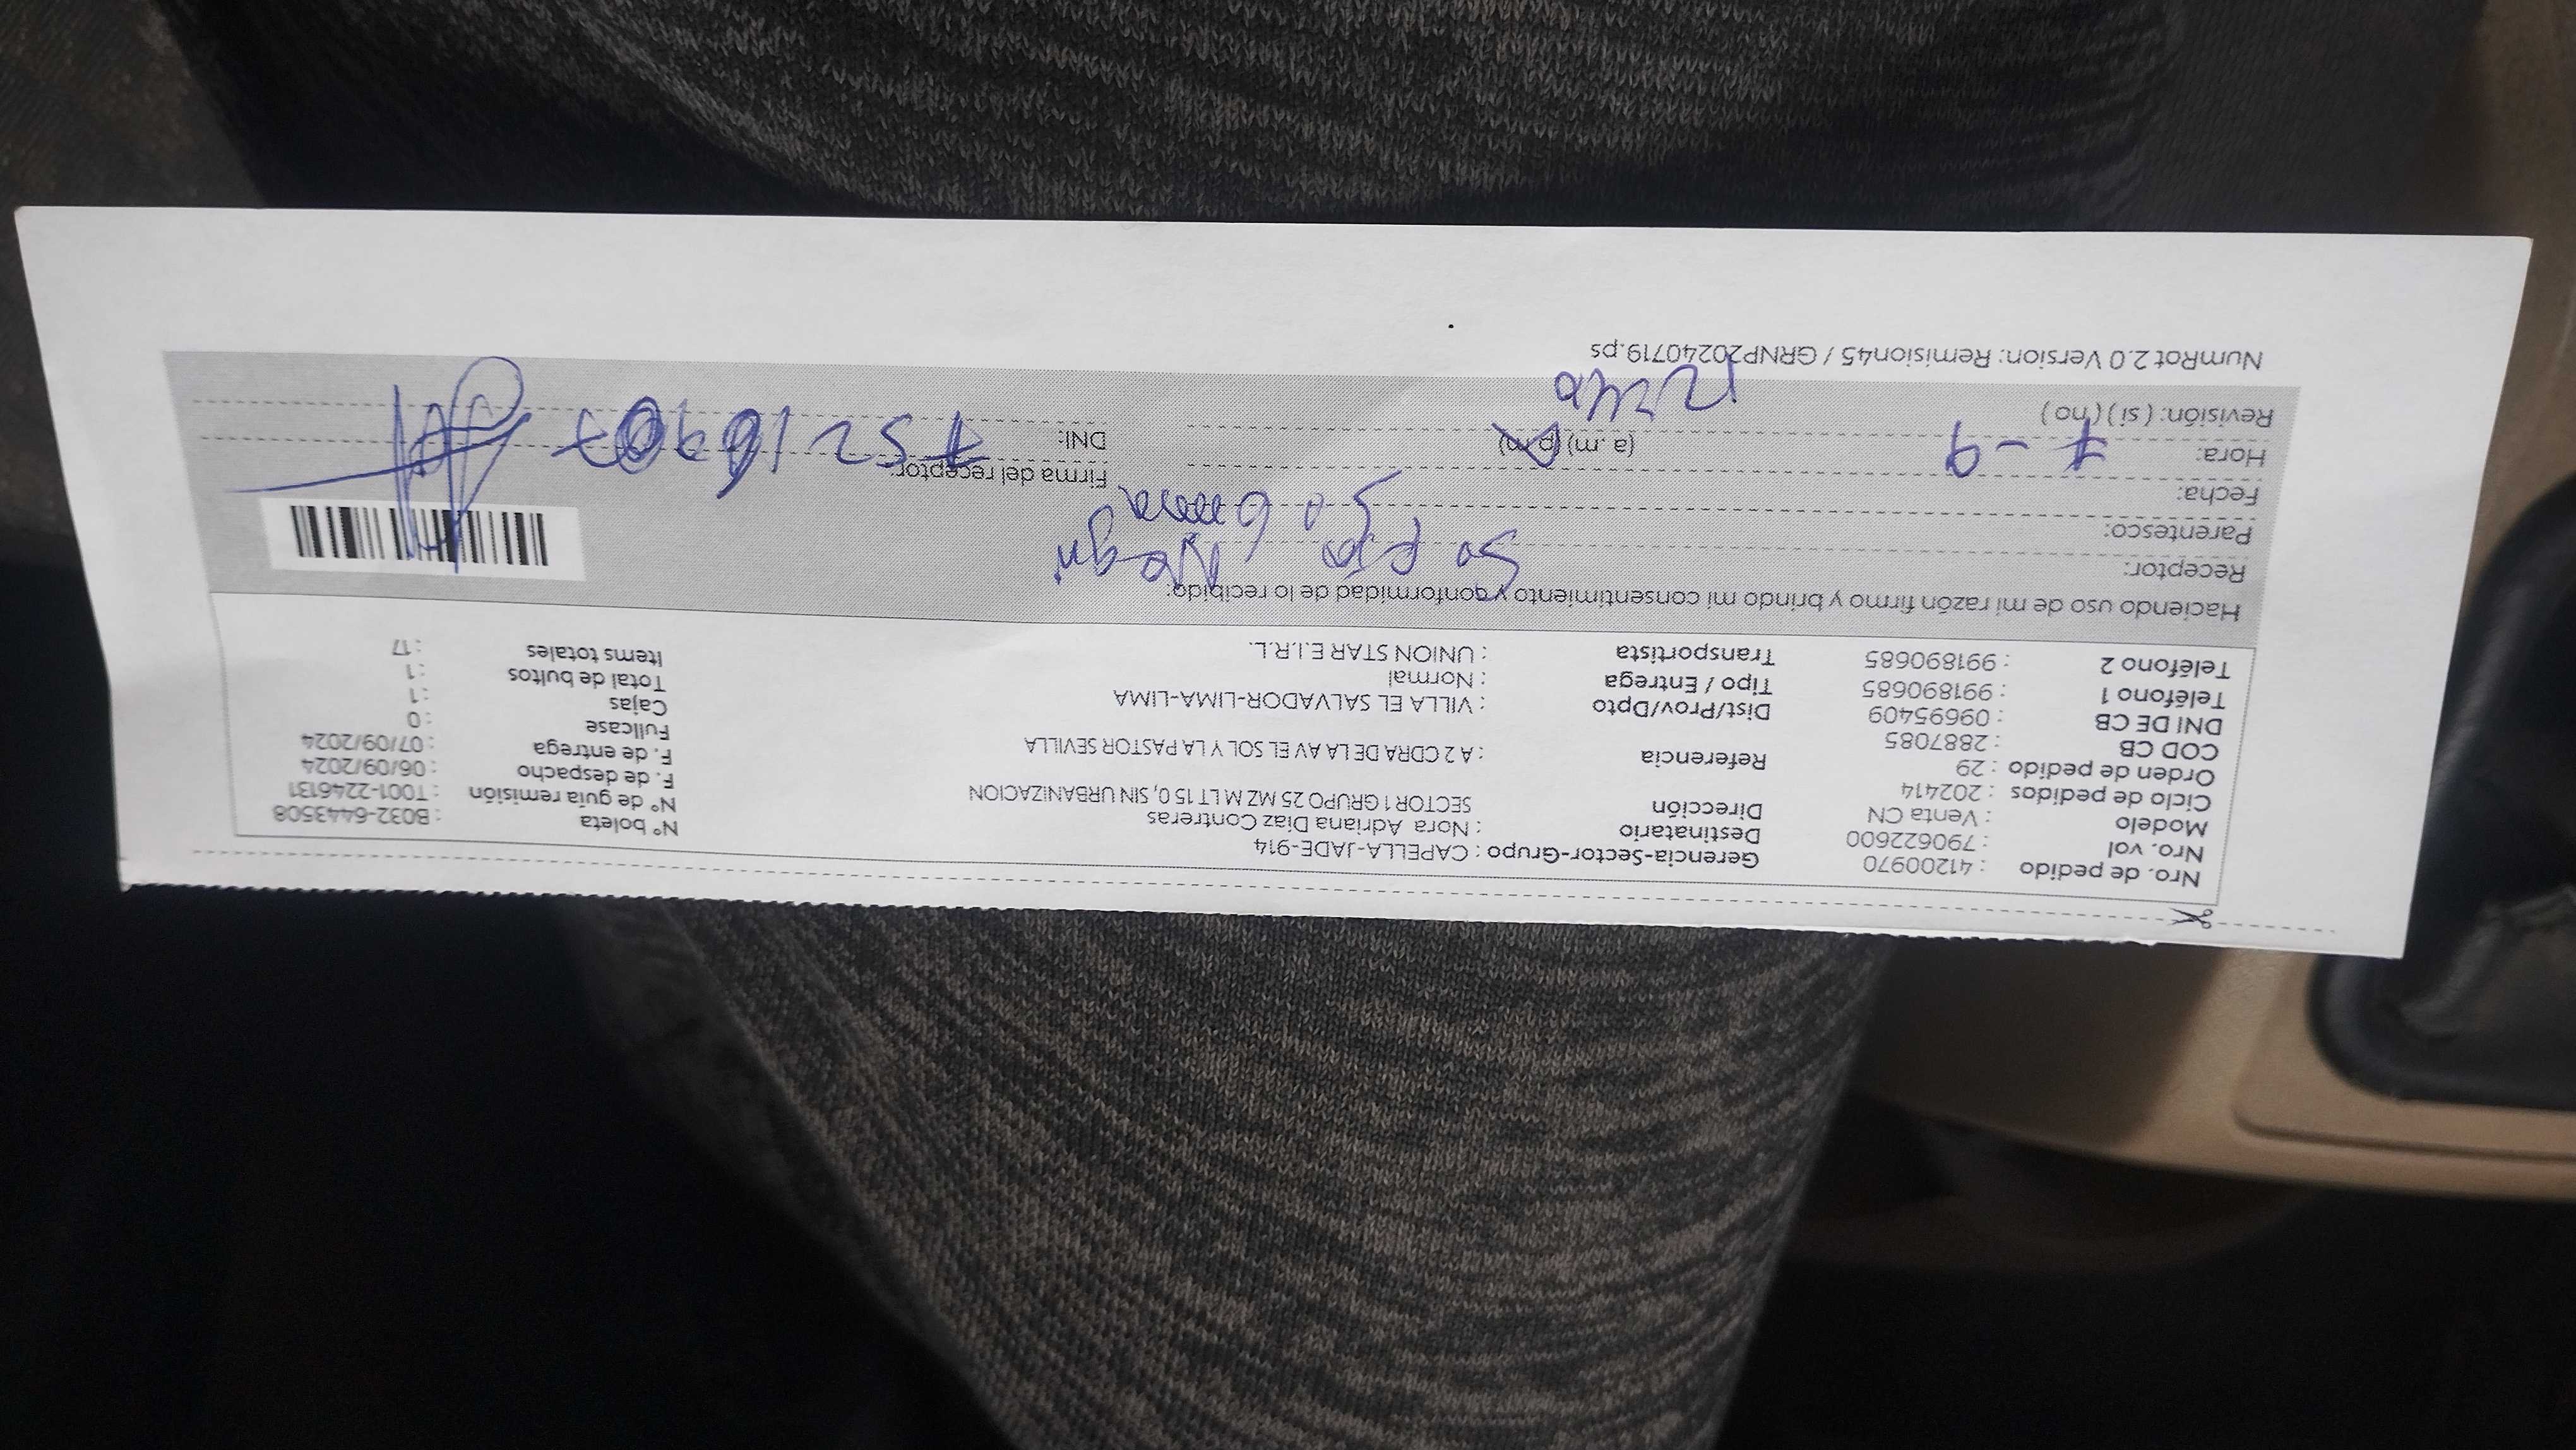 Nro. de pedido : 41200970 Gerencia-Sector-Grupo : CAPELLA-JADE-914 N° boleta : B032-6443508
Nro. vol : 790622600 Destinatario : Nora Adriana Diaz Contreras N° de guía remisión : T001-2246131
Modelo : Venta CN Dirección SECTOR 1 GRUPO 25 MZ M LT 15 0, SIN URBANIZACION F. de despacho : 06/09/2024
Ciclo de pedidos : 202414 F. de entrega : 07/09/2024
Orden de pedido : 29 Referencia : A 2 CDRA DE LA AV EL SOL Y LA PASTOR SEVILLA Fullcase : 0
COD CB : 2887085 Cajas : 1
DNI DE CB : 09695409 Dist/Prov/Dpto : VILLA EL SALVADOR-LIMA-LIMA Total de bultos : 1
Teléfono 1 : 991890685 Tipo / Entrega : Normal Items totales : 17
Teléfono 2 : 991890685 Transportista : UNION STAR E.I.R.L.
Haciendo uso de mi razón firmo y brindo mi consentimiento y conformidad de lo recibido:
Receptor:
Parentesco:
Fecha: 7-9 Firma del receptor
Hora: (a.m) (p.m) DNI:
Revisión: (si) (no)
NumRot 2.0 Version: Remision45 / GRNP20240719.ps